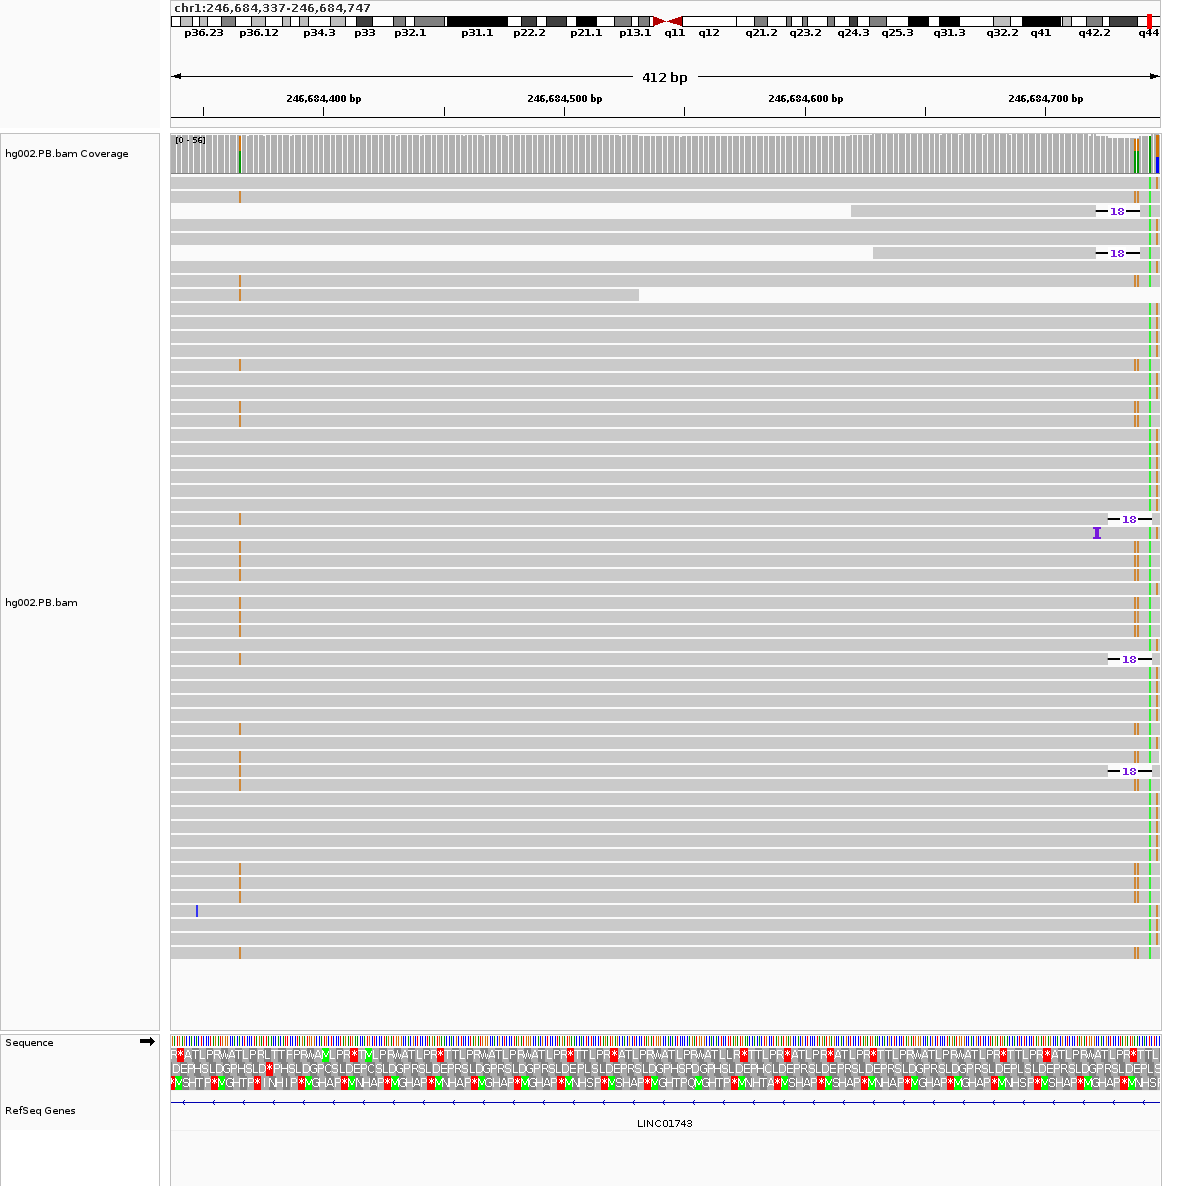 chr1:246,684,337-246,684,747
p36.23 p36.12 p34.3 p33 p32.1 p31.1 p22.2 p21.1 p13.1 q11 q12 q21.2 q23.2 q24.3 q25.3 q31.3 q32.2 q41 q42.2 q44
412 bp
246,684,400 bp 246,684,500 bp 246,684,600 bp 246,684,700 bp
[0 - 56]
hg002.PB.bam Coverage
18
18
18
hg002.PB.bam
18
18
Sequence
RefSeq Genes
LINC01743